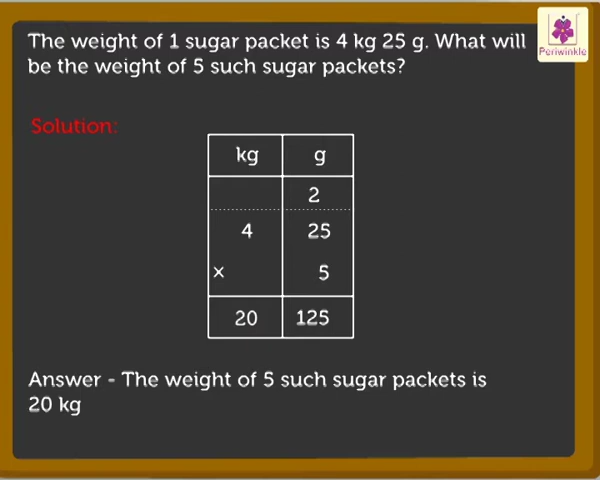 The weight of 1 sugar packet is 4 kg 25 g. What will
be the weight of 5 such sugar packets?
Periwinkle
Solution:
kg g
2
4 25
x 5
20 125
Answer - The weight of 5 such sugar packets is
20 kg